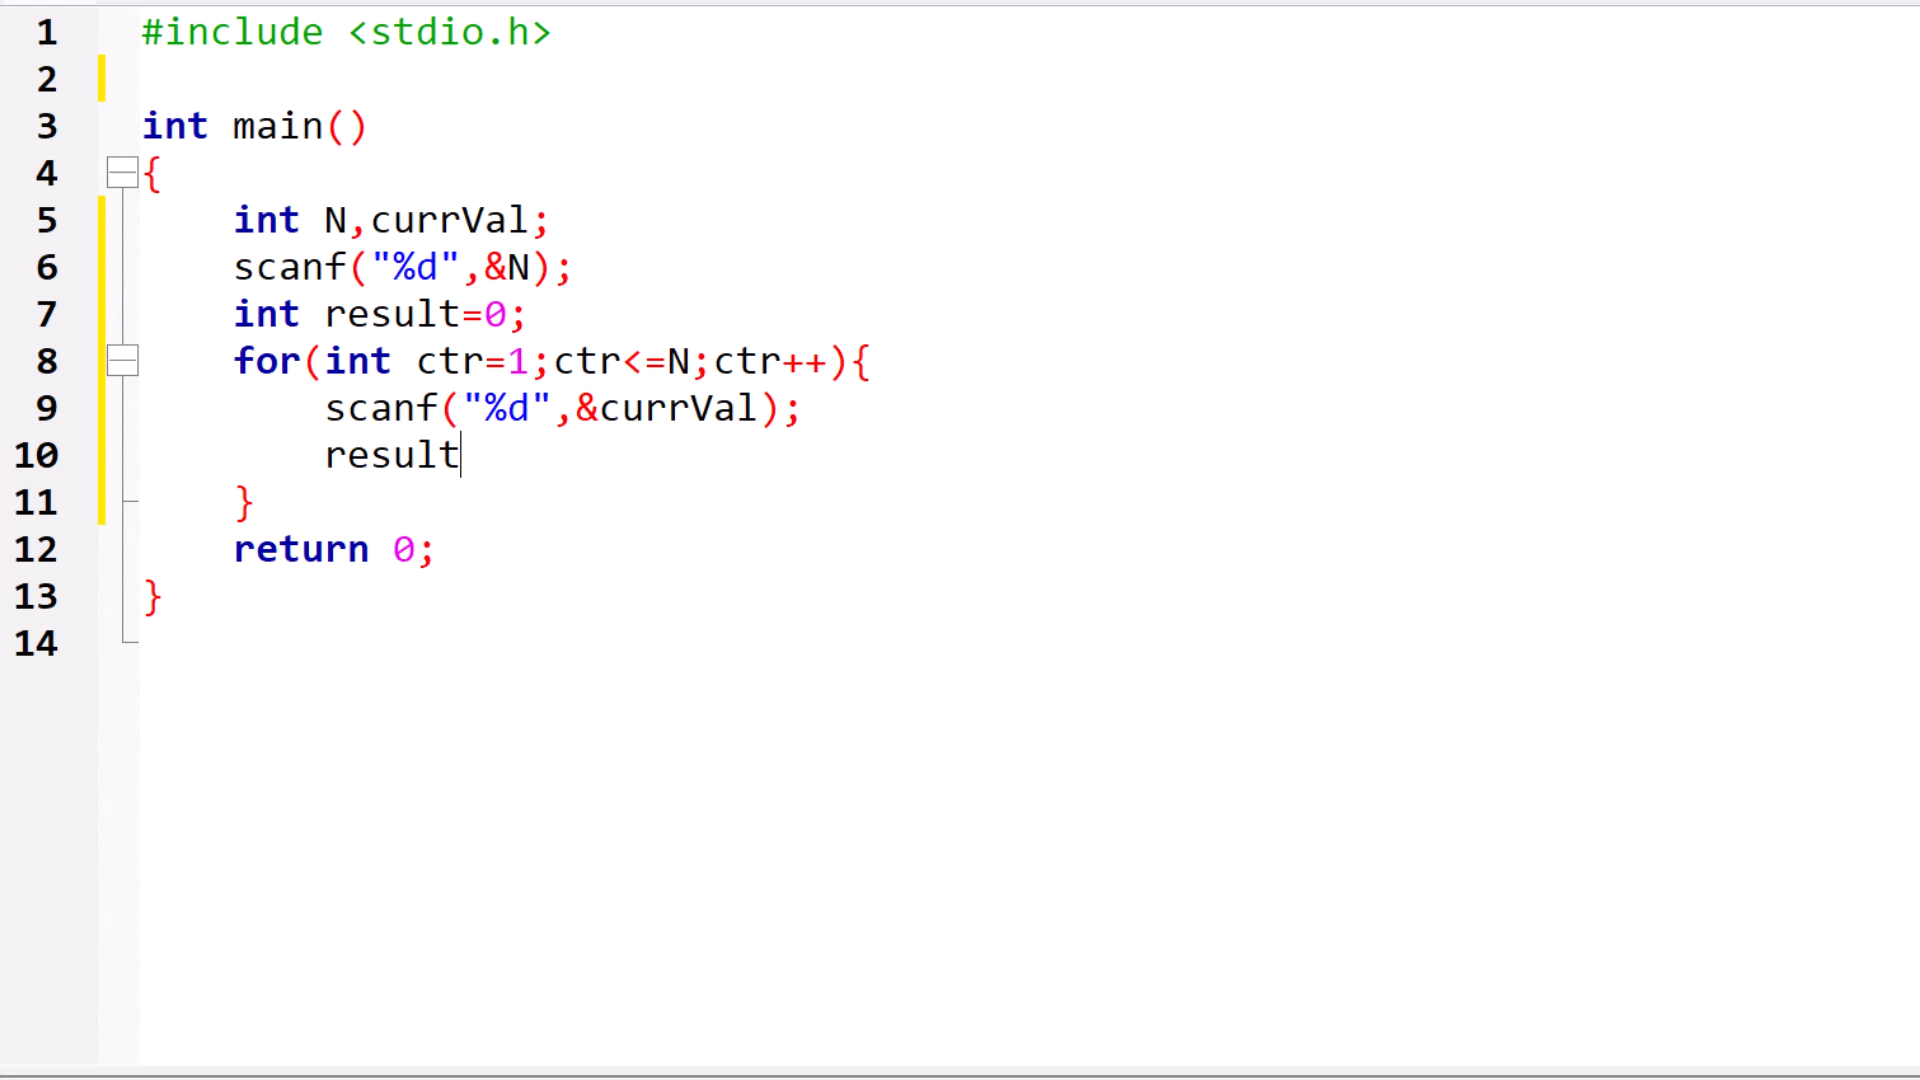 1 #include <stdio.h>
2
3 int main()
4 {
5     int N,currVal;
6     scanf("%d",&N);
7     int result=0;
8     for(int ctr=1;ctr<=N;ctr++){
9         scanf("%d",&currVal);
10         result
11     }
12     return 0;
13 }
14